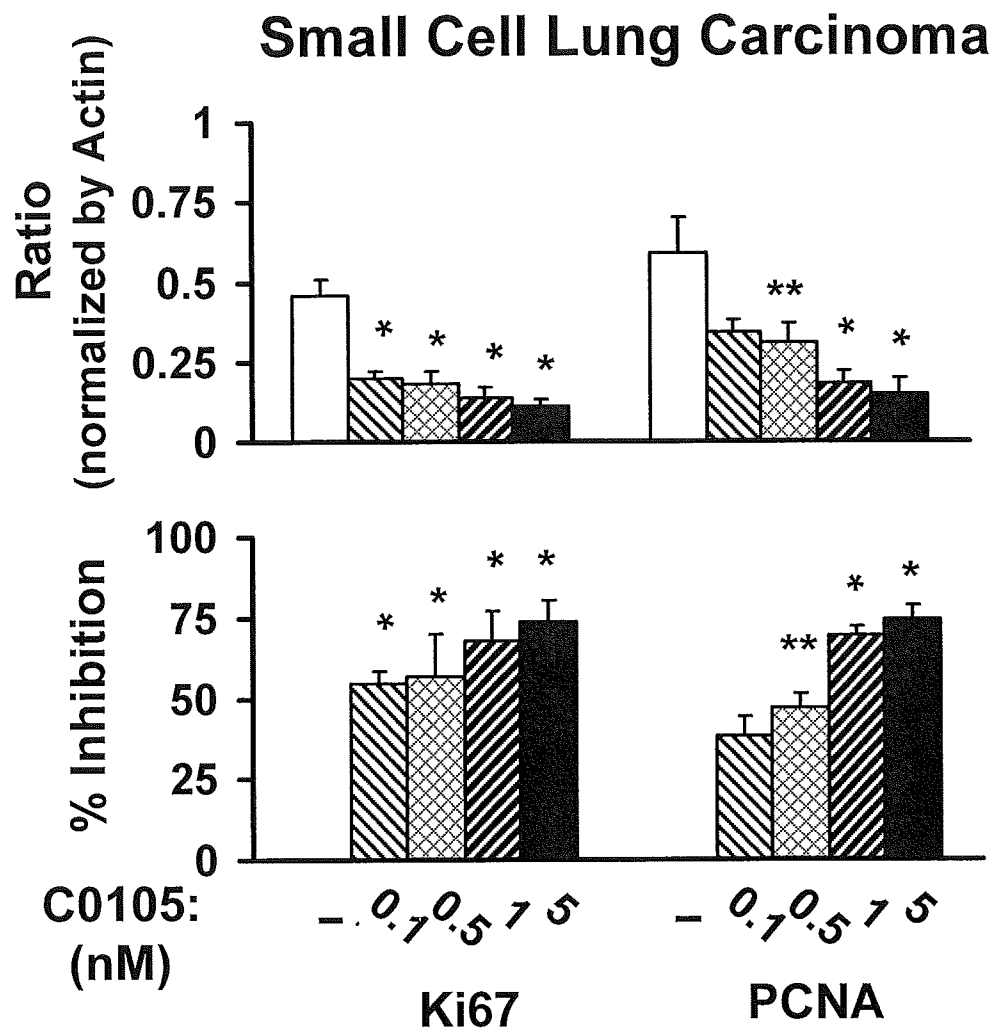 Small Cell Lung Carcinoma
Ratio
(normalized by Actin)
1
0.75
0.5
0.25
0
*
*
*
*
**
*
*
% Inhibition
100
75
50
25
0
*
*
*
*
**
*
*
C0105:
(nM)
– 0.1 0.5 1 5
– 0.1 0.5 1 5
Ki67
PCNA